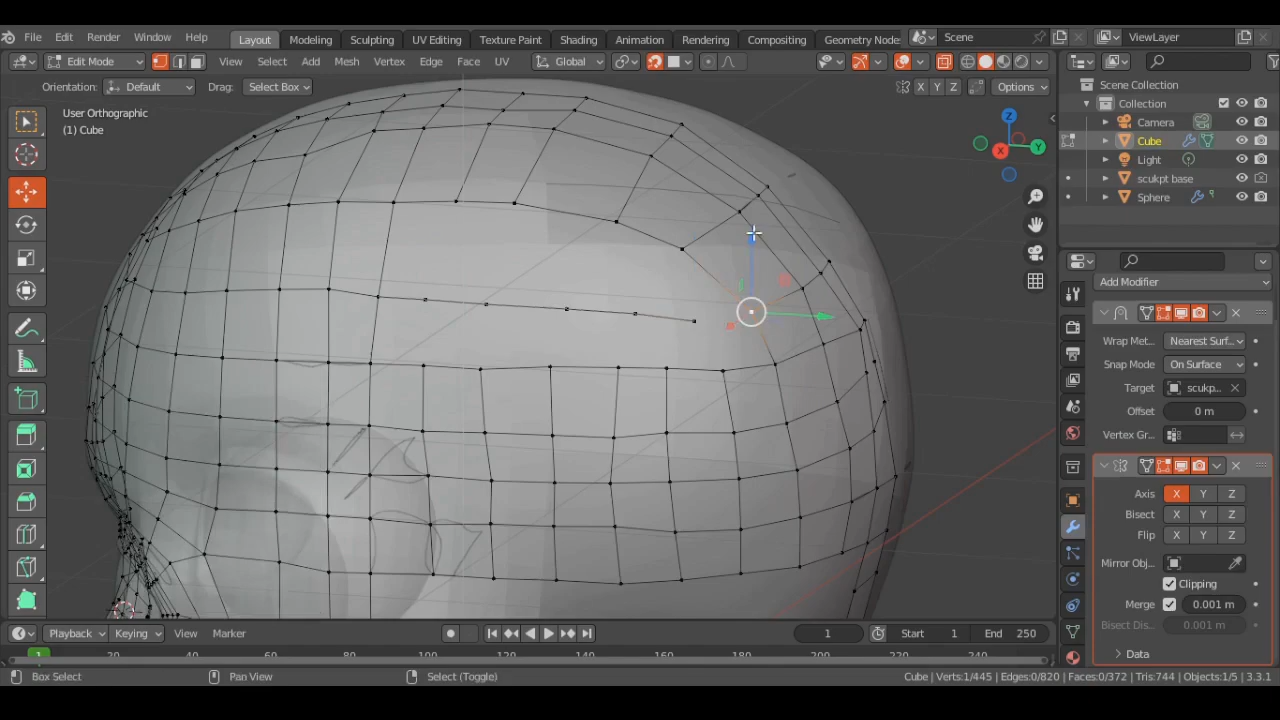 File Edit Render Window Help Layout Modeling Sculpting UV Editing Texture Paint Shading Animation Rendering Compositing Geometry Node Scene ViewLayer
Edit Mode View Select Add Mesh Vertex Edge Face UV Global
Orientation: Default Drag: Select Box X Y Z Options
User Orthographic
(1) Cube
Z
X
Y
Scene Collection
Collection
Camera
Cube
Light
sculpt base
Sphere
Add Modifier
Wrap Met... Nearest Surf...
Snap Mode On Surface
Target sculkp...
Offset 0 m
Vertex Gr...
Axis X Y Z
Bisect X Y Z
Flip X Y Z
Mirror Obj...
Clipping
Merge 0.001 m
Bisect Dis... 0.001 m
Data
Playback Keying View Marker 1 Start 1 End 250
1 20 40 60 80 100 120 140 160 180 200 220 240
Box Select Pan View Select (Toggle) Cube | Verts:1/445 | Edges:0/820 | Faces:0/372 | Tris:744 | Objects:1/5 | 3.3.1